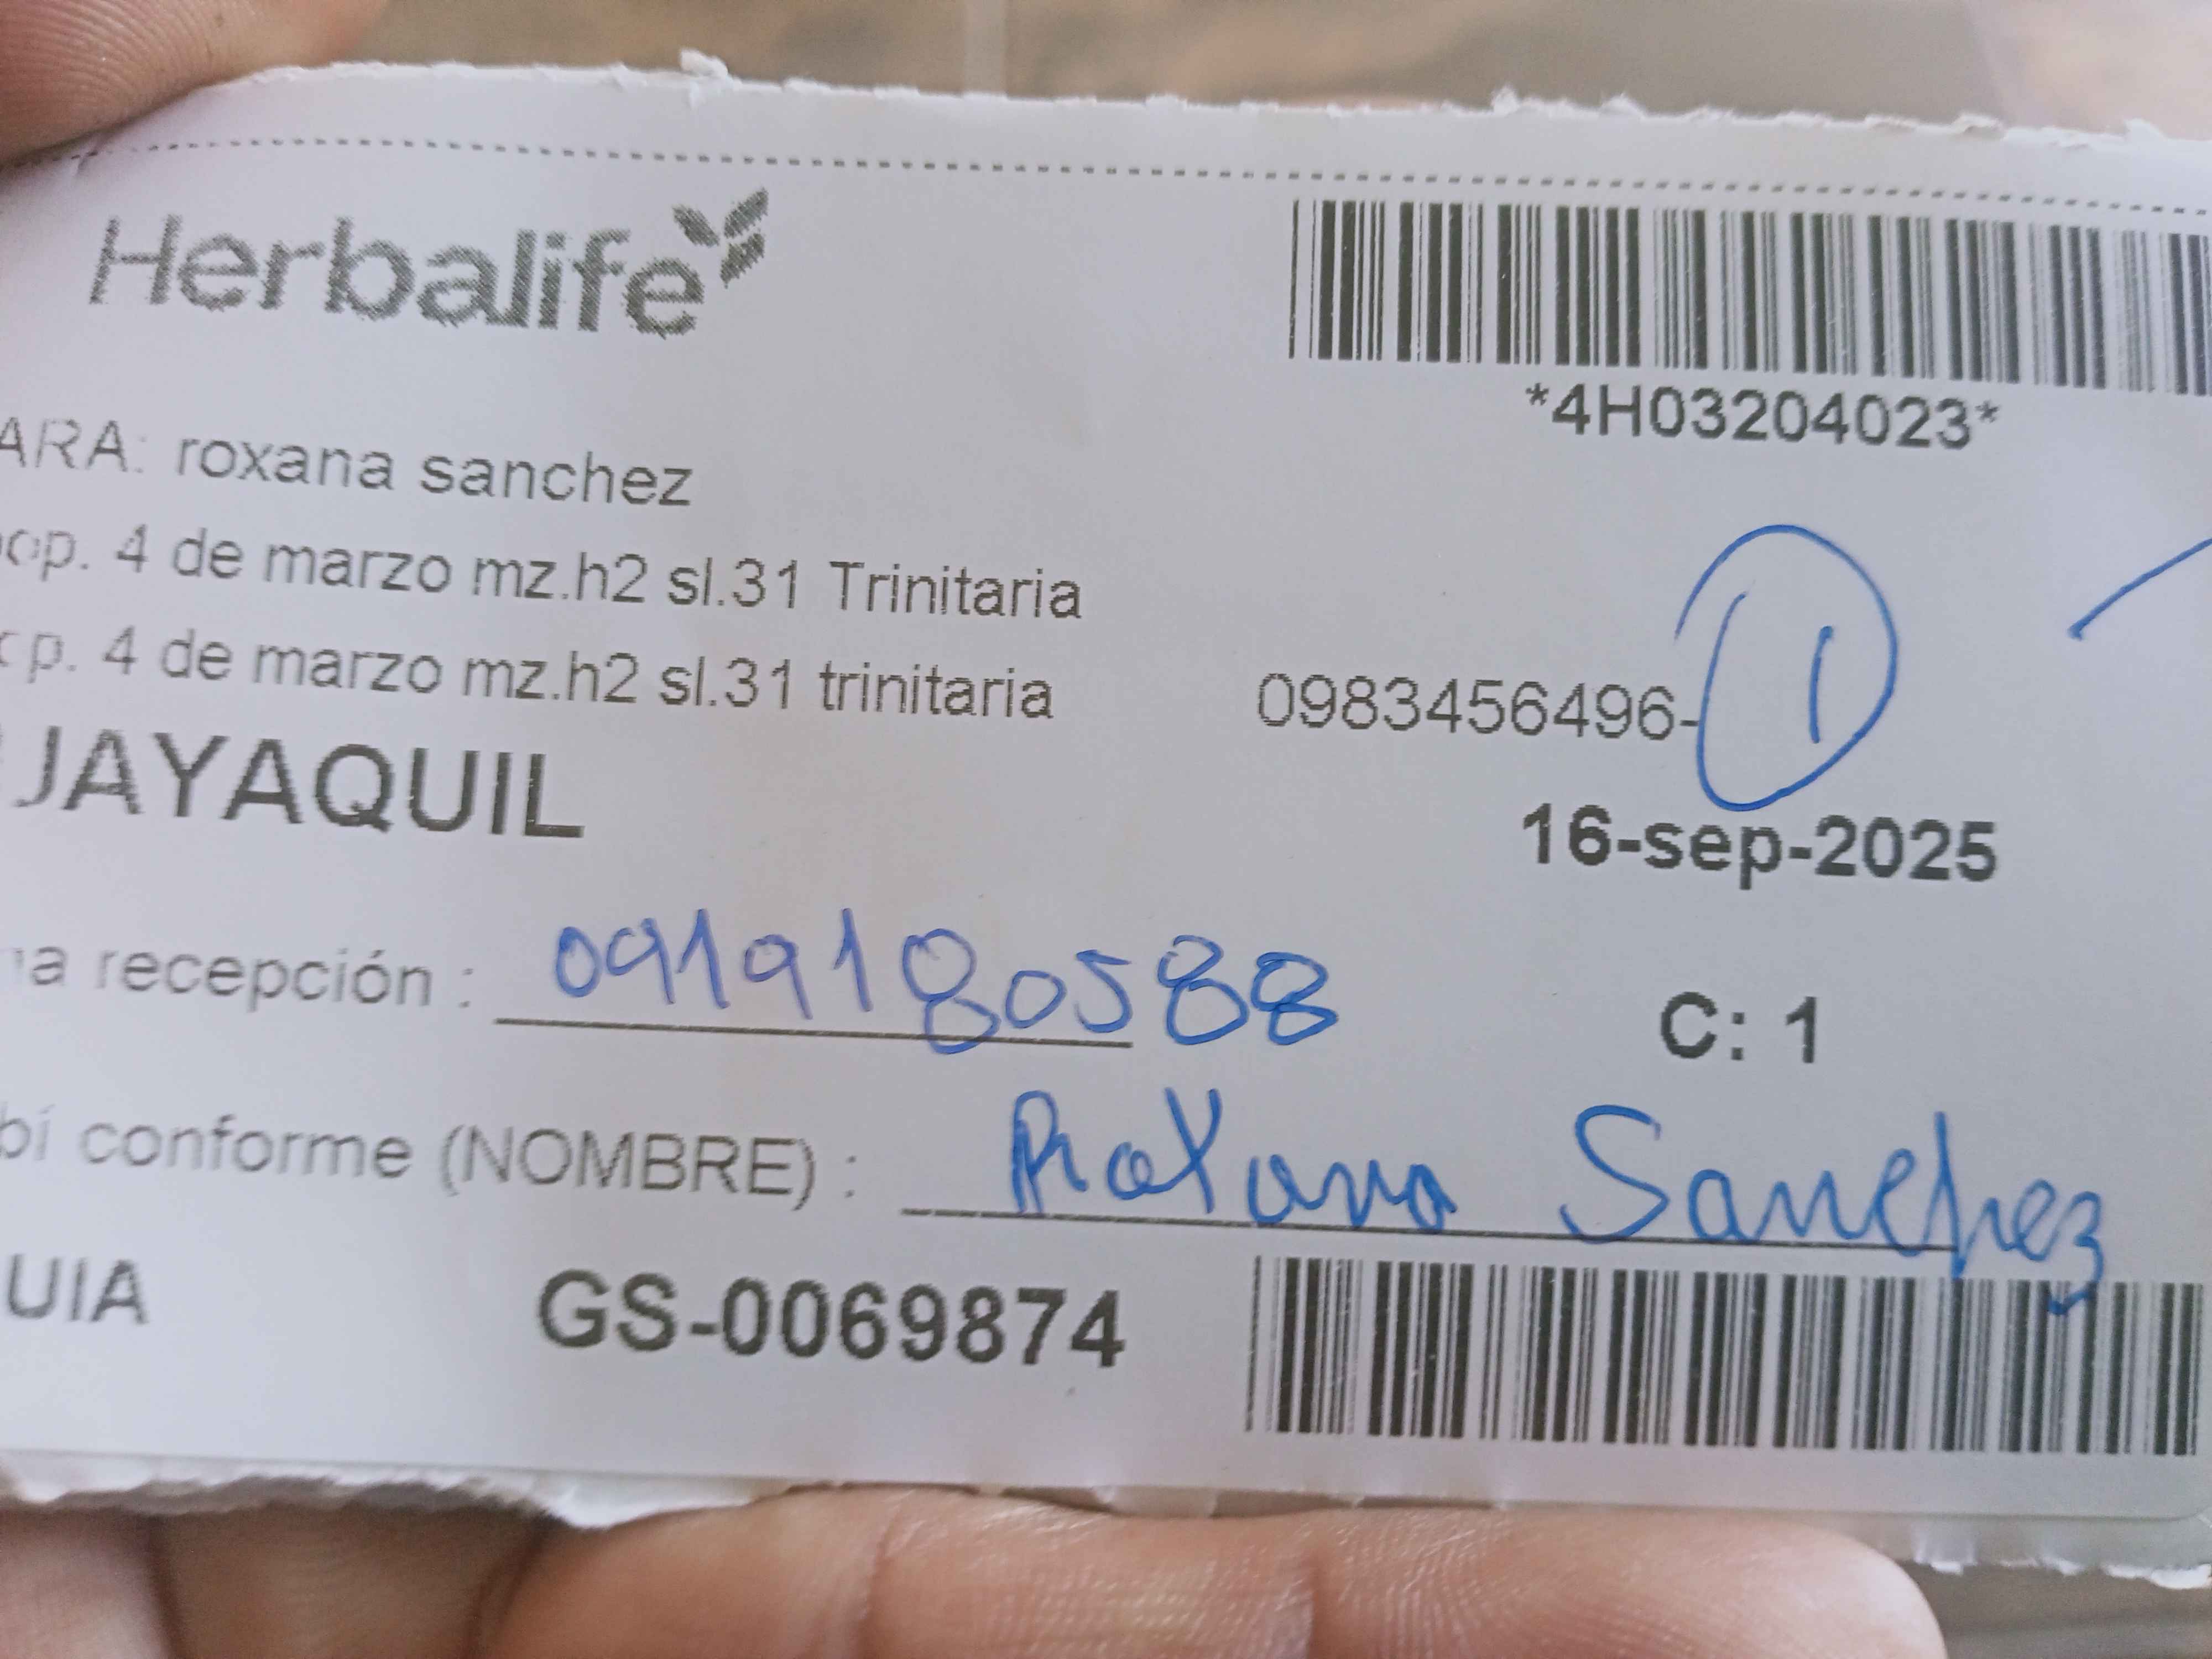 Herbalife
*4H03204023*
ARA: roxana sanchez
op. 4 de marzo mz.h2 sl.31 Trinitaria
p. 4 de marzo mz.h2 sl.31 trinitaria
0983456496-
1
JAYAQUIL
16-sep-2025
a recepción : 0919180588
C: 1
bí conforme (NOMBRE) : Roxana Sanchez
UIA GS-0069874